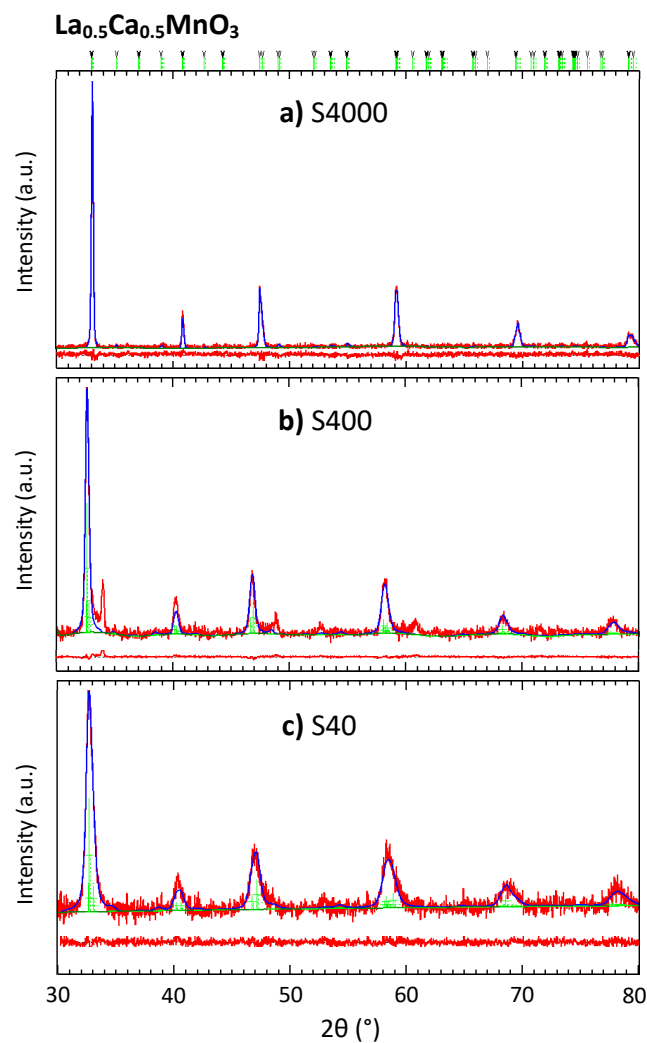 La₀.₅Ca₀.₅MnO₃
a) S4000
Intensity (a.u.)
b) S400
Intensity (a.u.)
c) S40
Intensity (a.u.)
30 40 50 60 70 80
2θ (°)